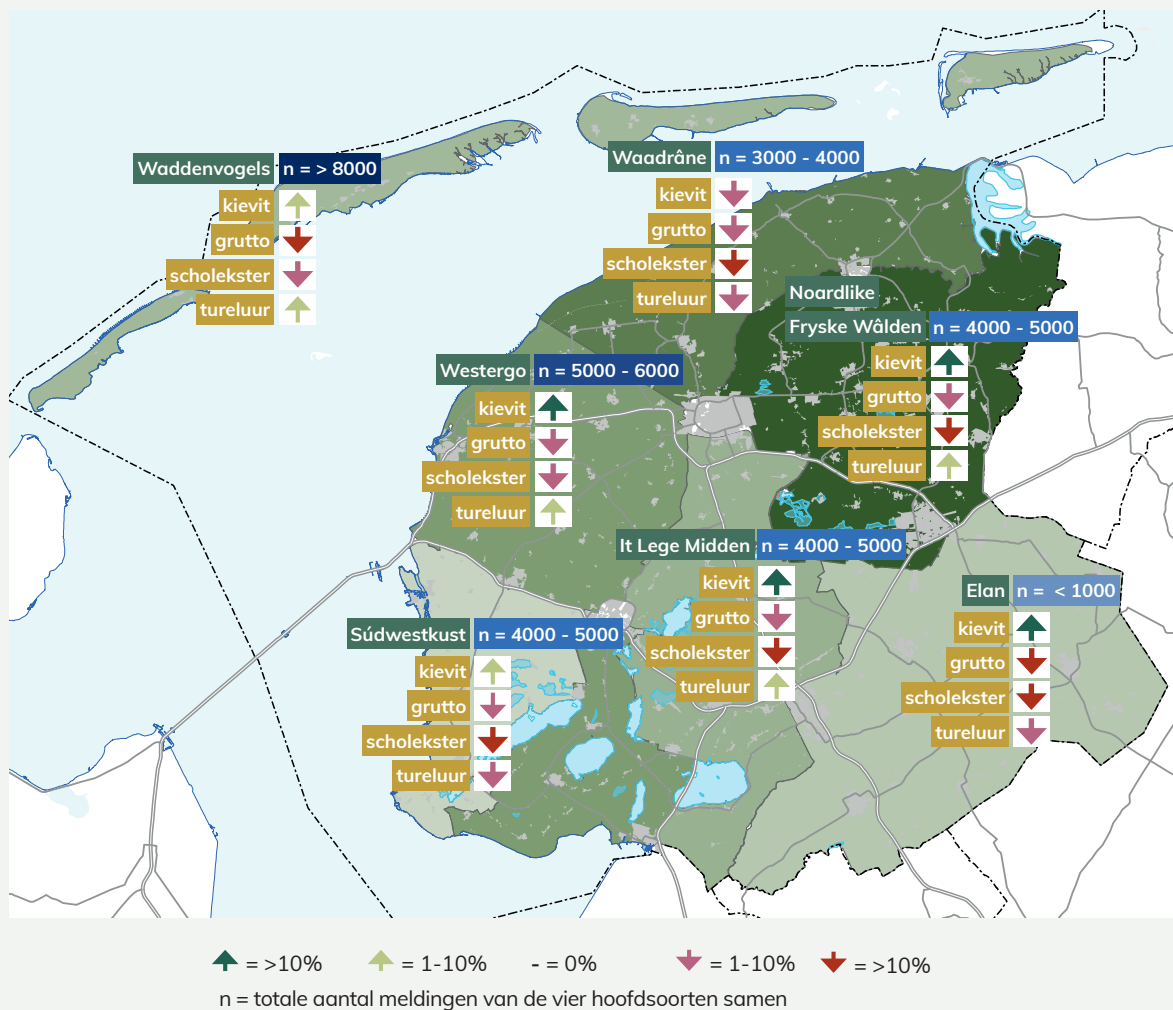 Waddenvogels n = > 8000
kievit
grutto
scholekster
tureluur
Waadrâne n = 3000 - 4000
kievit
grutto
scholekster
tureluur
Noardlike
Fryske Wâlden n = 4000 - 5000
kievit
grutto
scholekster
tureluur
Westergo n = 5000 - 6000
kievit
grutto
scholekster
tureluur
It Lege Midden n = 4000 - 5000
kievit
grutto
scholekster
tureluur
Elan n = < 1000
kievit
grutto
scholekster
tureluur
Súdwestkust n = 4000 - 5000
kievit
grutto
scholekster
tureluur
= >10% = 1-10% - = 0% = 1-10% = >10%
n = totale aantal meldingen van de vier hoofdsoorten samen